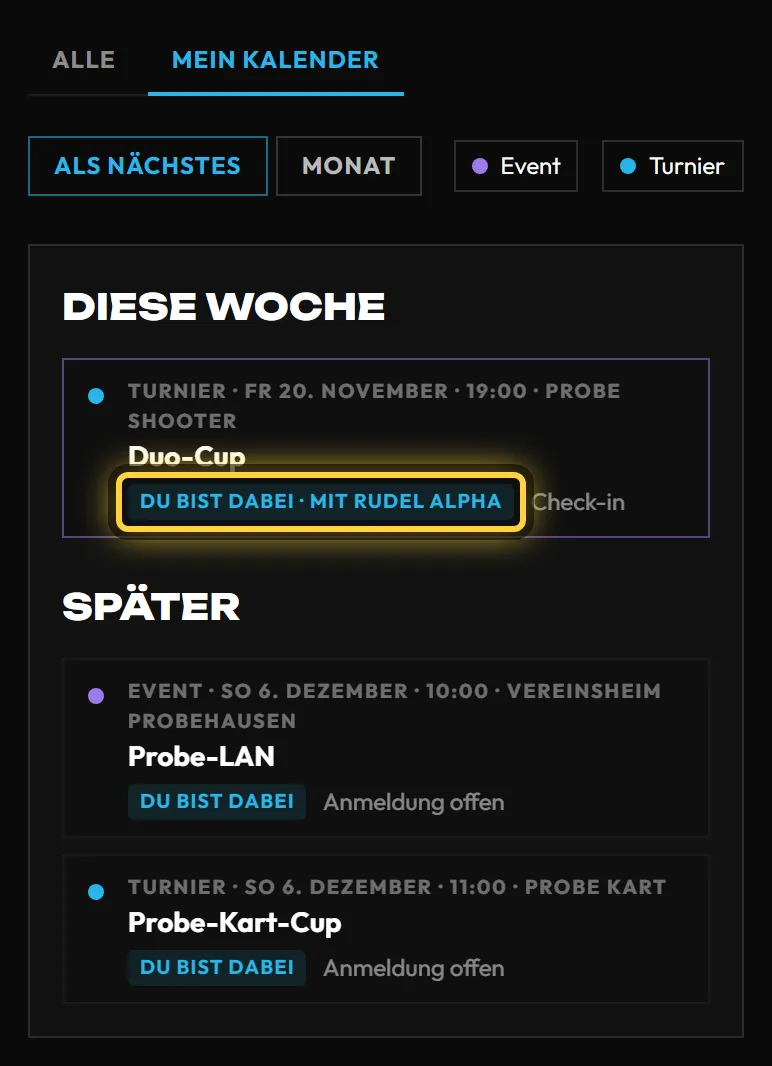 ALLE MEIN KALENDER
ALS NÄCHSTES MONAT Event Turnier
DIESE WOCHE
TURNIER · FR 20. NOVEMBER · 19:00 · PROBE
SHOOTER
Duo-Cup
DU BIST DABEI · MIT RUDEL ALPHA Check-in
SPÄTER
EVENT · SO 6. DEZEMBER · 10:00 · VEREINSHEIM
PROBEHAUSEN
Probe-LAN
DU BIST DABEI Anmeldung offen
TURNIER · SO 6. DEZEMBER · 11:00 · PROBE KART
Probe-Kart-Cup
DU BIST DABEI Anmeldung offen